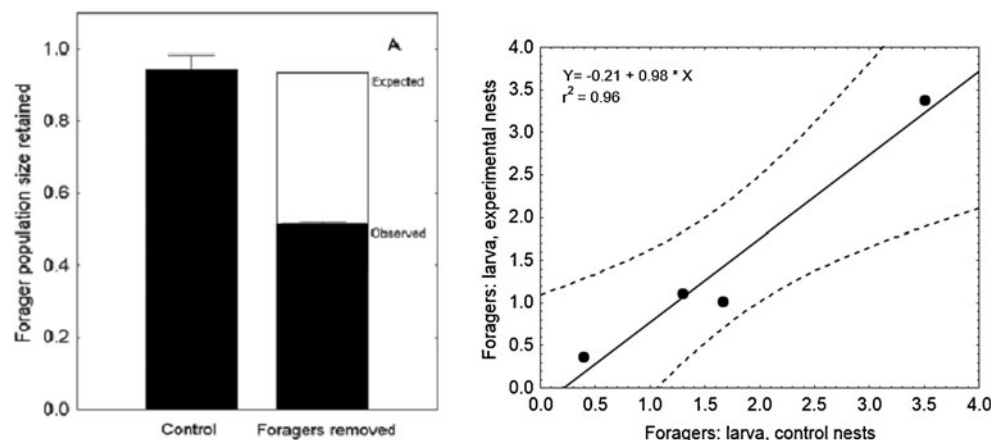 A
Forager population size retained
1.0
0.8
0.6
0.4
0.2
0.0
Expected
Observed
Control
Foragers removed
Y= -0.21 + 0.98 * X
r² = 0.96
Foragers: larva, experimental nests
4.0
3.5
3.0
2.5
2.0
1.5
1.0
0.5
0.0
0.0 0.5 1.0 1.5 2.0 2.5 3.0 3.5 4.0
Foragers: larva, control nests